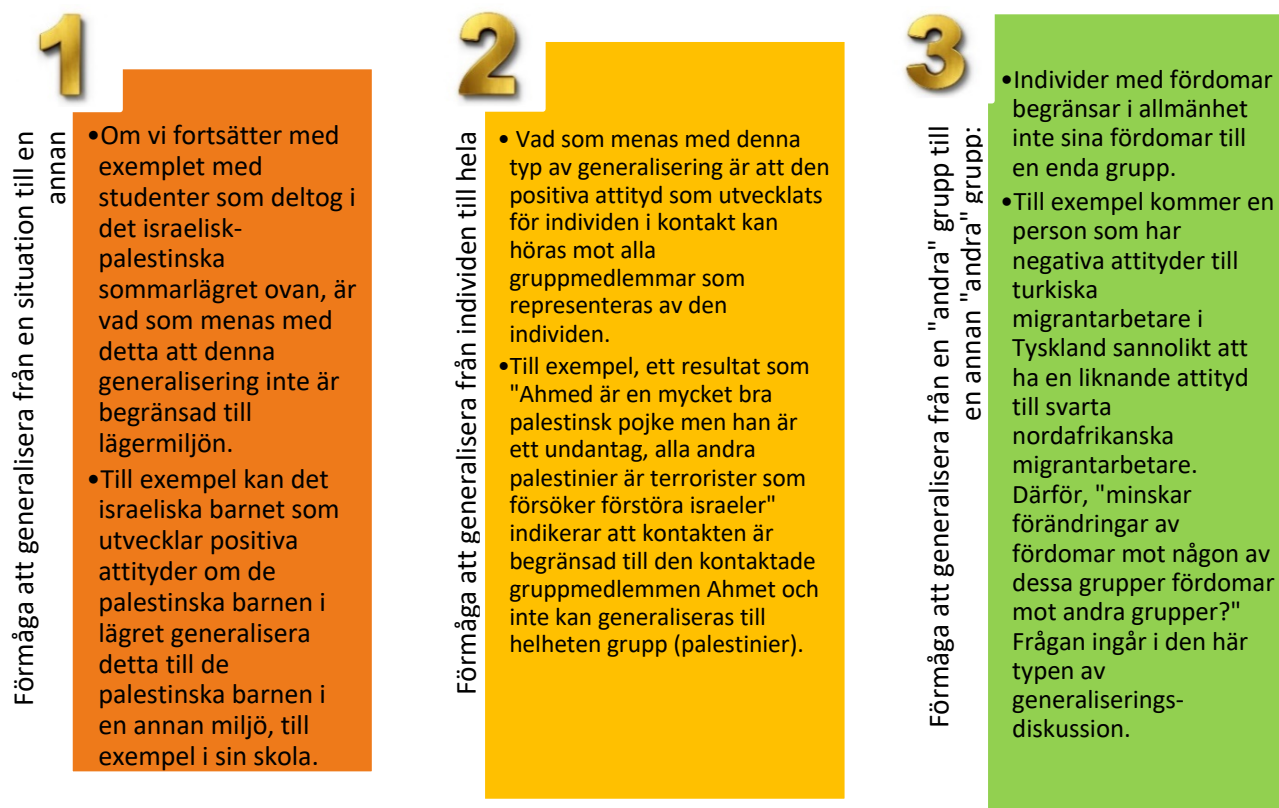 1
Förmåga att generalisera från en situation till en
annan
•Om vi fortsätter med
exemplet med
studenter som deltog i
det israelisk-
palestinska
sommarlägret ovan, är
vad som menas med
detta att denna
generalisering inte är
begränsad till
lägermiljön.
•Till exempel kan det
israeliska barnet som
utvecklar positiva
attityder om de
palestinska barnen i
lägret generalisera
detta till de
palestinska barnen i
en annan miljö, till
exempel i sin skola.
2
Förmåga att generalisera från individen till hela
• Vad som menas med denna
typ av generalisering är att den
positiva attityd som utvecklats
för individen i kontakt kan
höras mot alla
gruppmedlemmar som
representeras av den
individen.
•Till exempel, ett resultat som
"Ahmed är en mycket bra
palestinsk pojke men han är
ett undantag, alla andra
palestinier är terrorister som
försöker förstöra israeler"
indikerar att kontakten är
begränsad till den kontaktade
gruppmedlemmen Ahmet och
inte kan generaliseras till
helheten grupp (palestinier).
3
Förmåga att generalisera från en "andra" grupp till
en annan "andra" grupp:
•Individer med fördomar
begränsar i allmänhet
inte sina fördomar till
en enda grupp.
•Till exempel kommer en
person som har
negativa attityder till
turkiska
migrantarbetare i
Tyskland sannolikt att
ha en liknande attityd
till svarta
nordafrikanska
migrantarbetare.
Därför, "minskar
förändringar av
fördomar mot någon av
dessa grupper fördomar
mot andra grupper?"
Frågan ingår i den här
typen av
generaliserings-
diskussion.